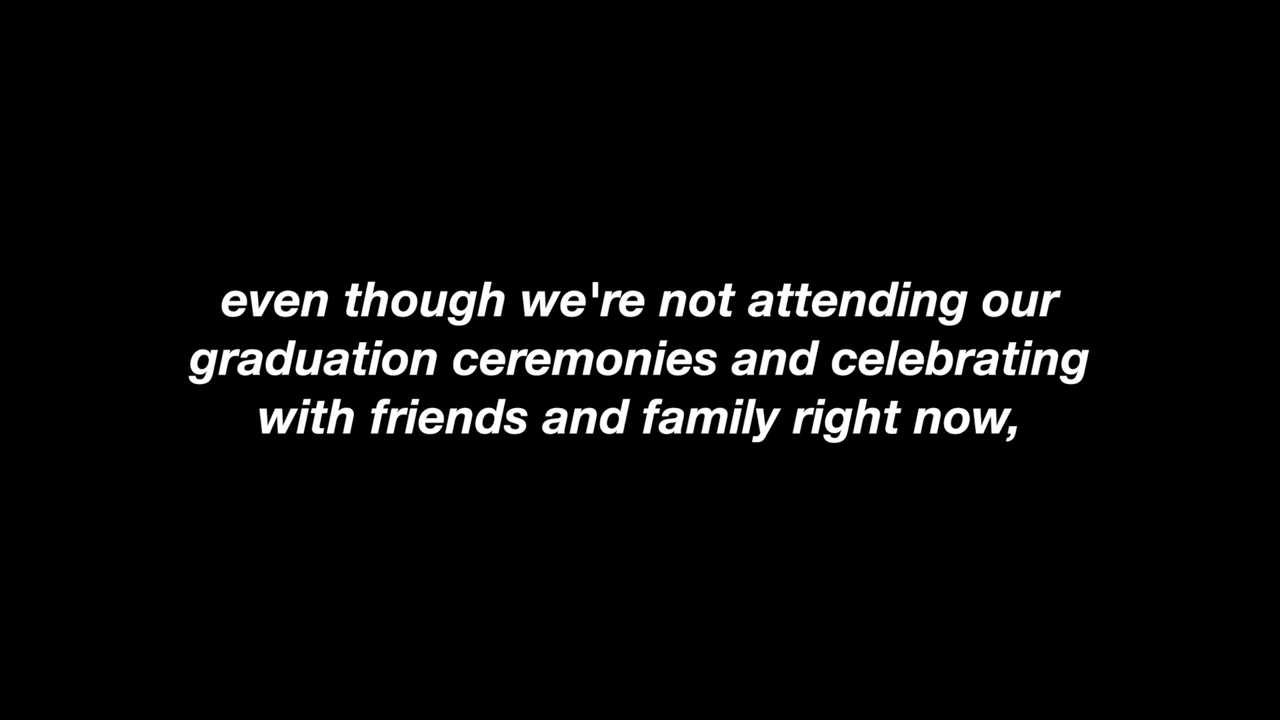 even though we're not attending our
graduation ceremonies and celebrating
with friends and family right now,